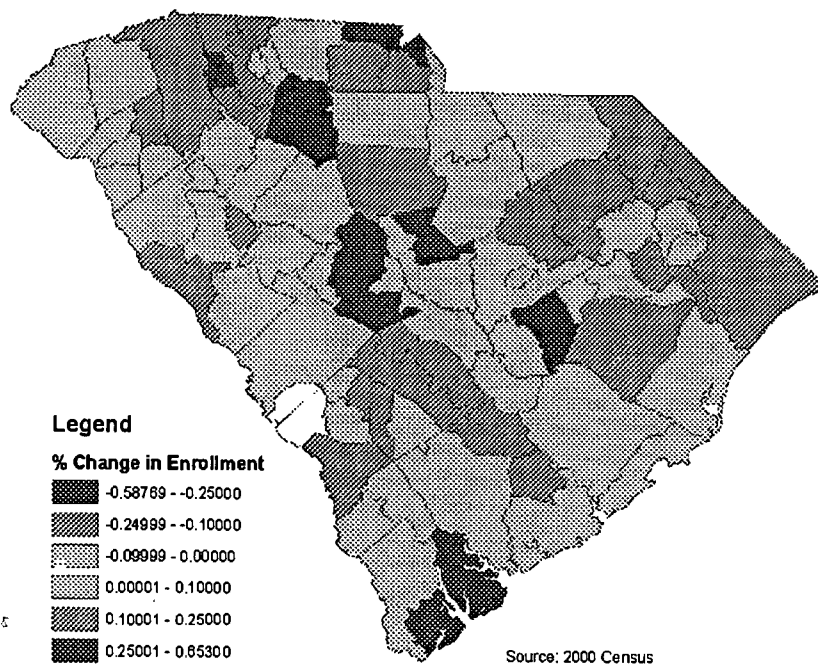 Legend
% Change in Enrollment
-0.58769 - -0.25000
-0.24999 - -0.10000
-0.09999 - 0.00000
0.00001 - 0.10000
0.10001 - 0.25000
0.25001 - 0.65300
Source: 2000 Census